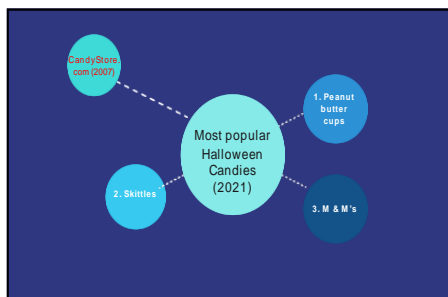 CandyStore.
com (2007)
1. Peanut
butter
cups
Most popular
Halloween
Candies
(2021)
2. Skittles
3. M & M's